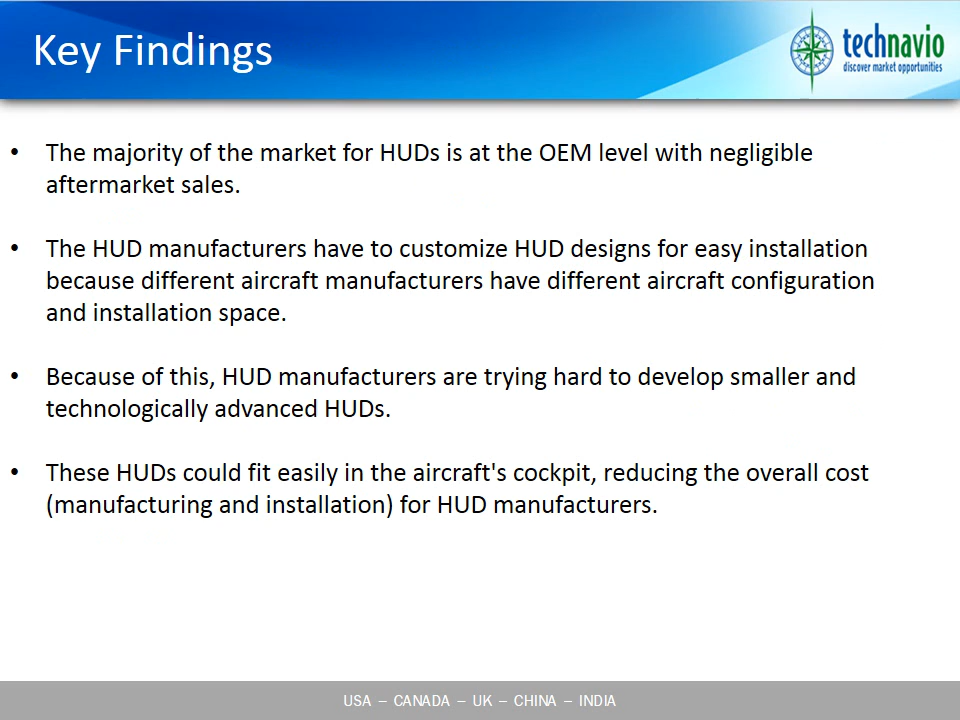 Key Findings
technavio
discover market opportunities
• The majority of the market for HUDs is at the OEM level with negligible
aftermarket sales.
• The HUD manufacturers have to customize HUD designs for easy installation
because different aircraft manufacturers have different aircraft configuration
and installation space.
• Because of this, HUD manufacturers are trying hard to develop smaller and
technologically advanced HUDs.
• These HUDs could fit easily in the aircraft's cockpit, reducing the overall cost
(manufacturing and installation) for HUD manufacturers.
USA – CANADA – UK – CHINA – INDIA